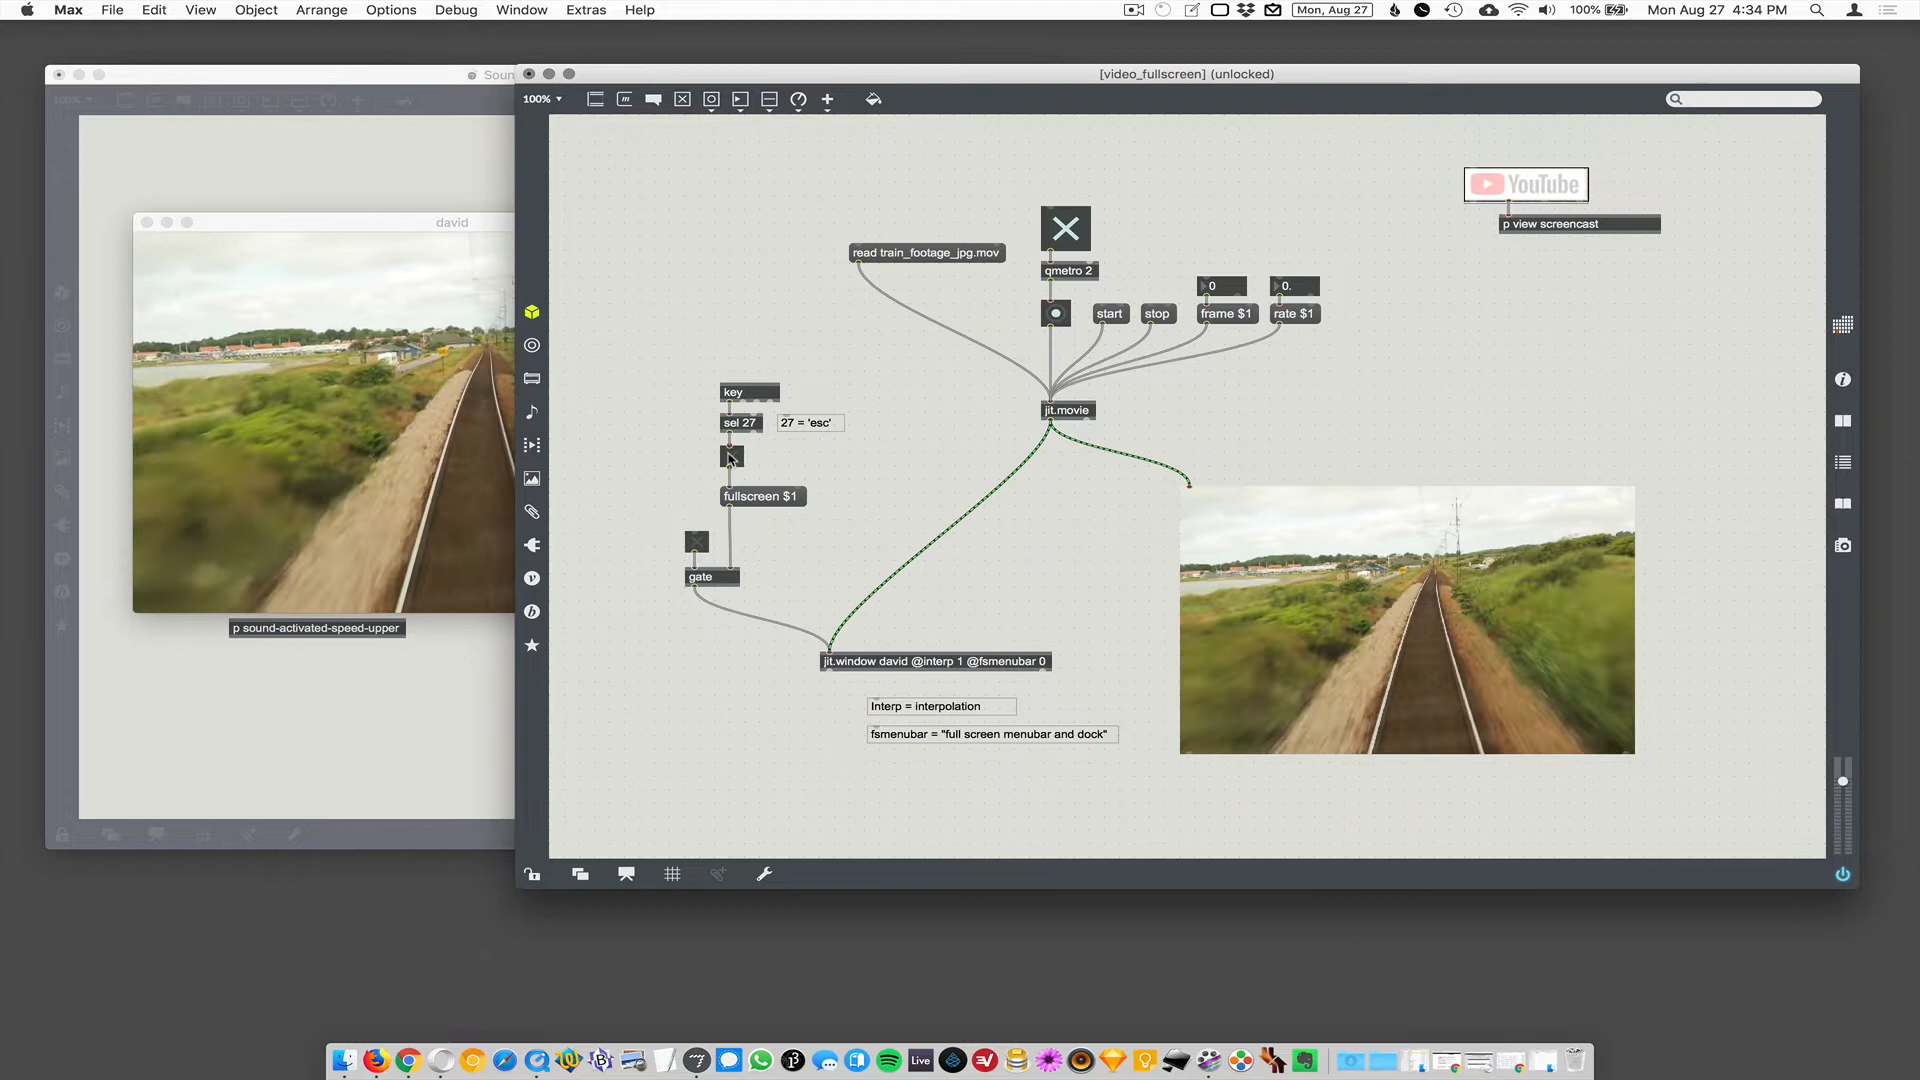 Max File Edit View Object Arrange Options Debug Window Extras Help
Mon, Aug 27
100%
Mon Aug 27 4:34 PM
Soun
[video_fullscreen] (unlocked)
100%
100%
YouTube
p view screencast
david
read train_footage_jpg.mov
qmetro 2
0
0.
start
stop
frame $1
rate $1
key
sel 27
27 = 'esc'
jit.movie
fullscreen $1
gate
p sound-activated-speed-upper
jit.window david @interp 1 @fsmenubar 0
Interp = interpolation
fsmenubar = "full screen menubar and dock"
Live